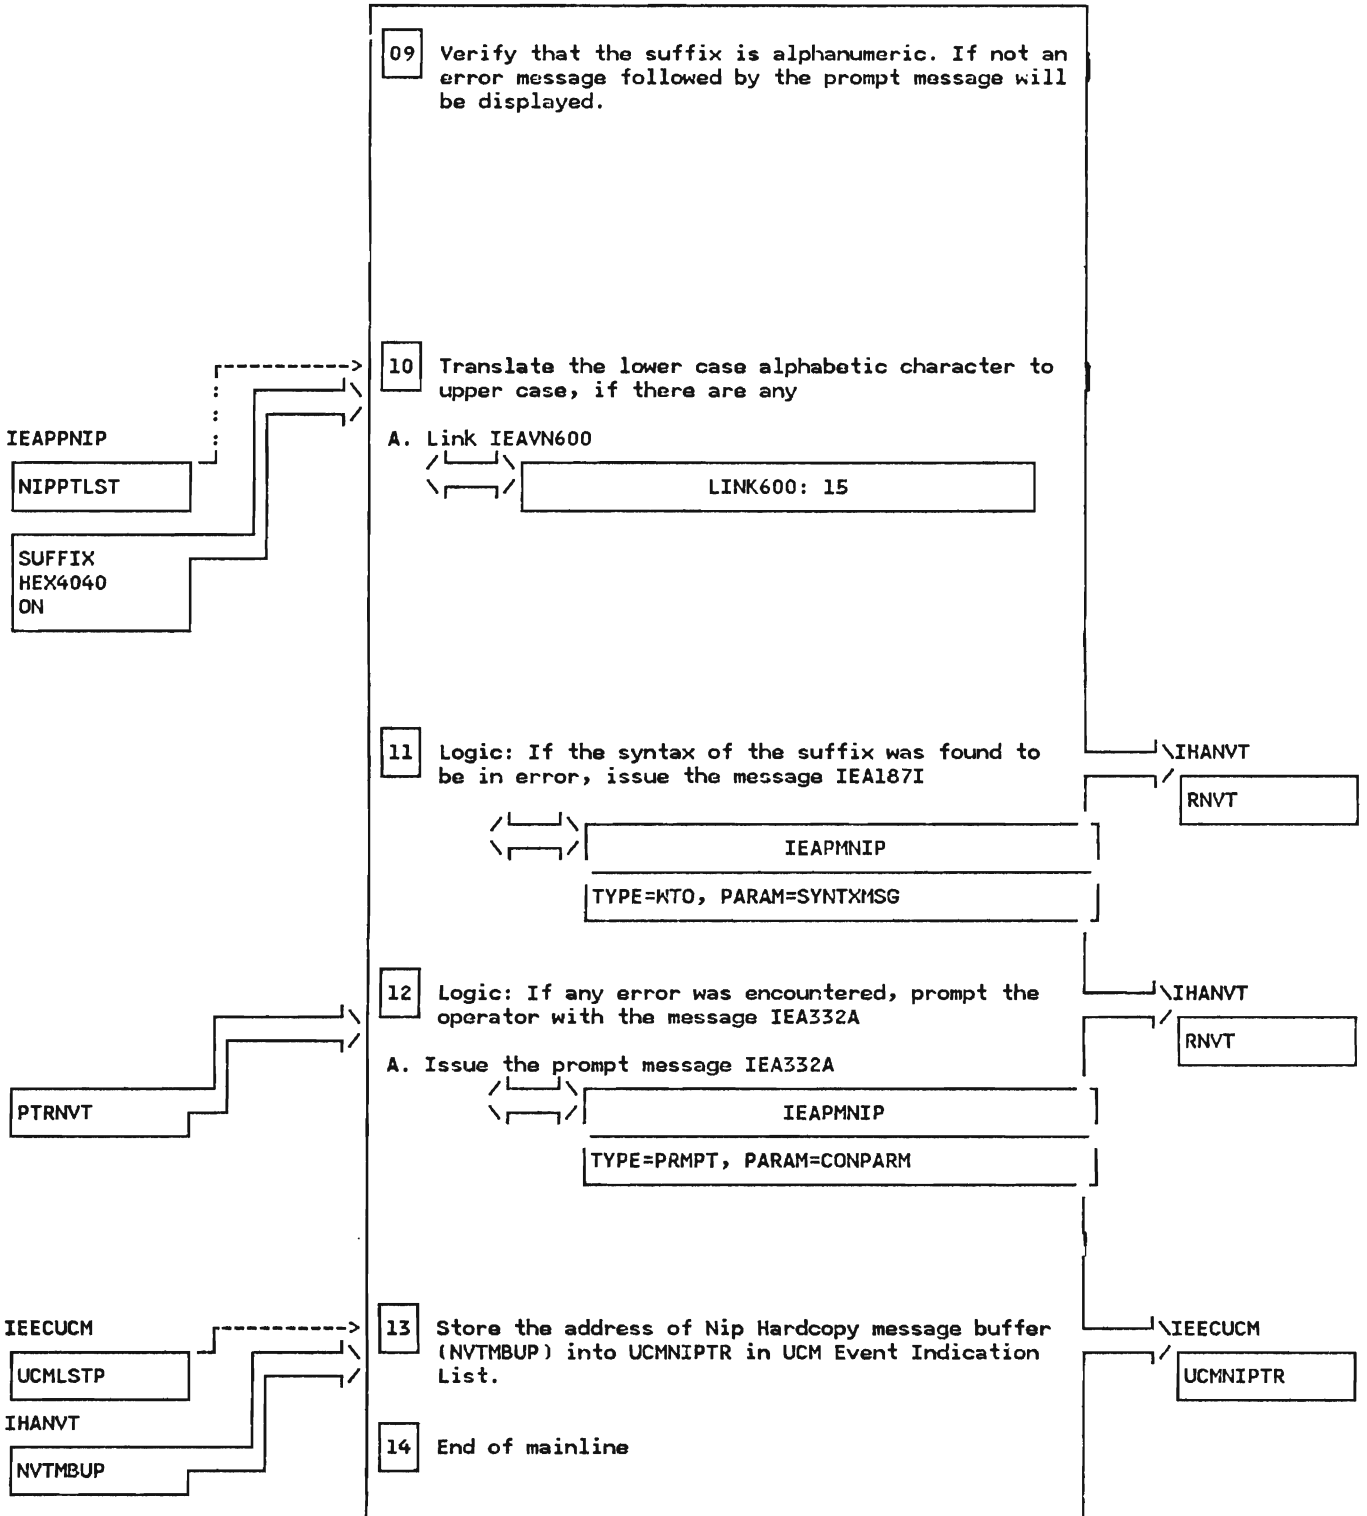 09 Verify that the suffix is alphanumeric. If not an
error message followed by the prompt message will
be displayed.
10 Translate the lower case alphabetic character to
upper case, if there are any
IEAPPNIP
A. Link IEAVN600
NIPPTLST
LINK600: 15
SUFFIX
HEX4040
ON
11 Logic: If the syntax of the suffix was found to
be in error, issue the message IEA187I
IHANVT
RNVT
IEAPMNIP
TYPE=WTO, PARAM=SYNTXMSG
12 Logic: If any error was encountered, prompt the
operator with the message IEA332A
IHANVT
RNVT
A. Issue the prompt message IEA332A
PTRNVT
IEAPMNIP
TYPE=PRMPT, PARAM=CONPARM
IEECUCM
13 Store the address of Nip Hardcopy message buffer
(NVTMBUP) into UCMNIPTR in UCM Event Indication
List.
IEECUCM
UCMLSTP
UCMNIPTR
IHANVT
14 End of mainline
NVTMBUP